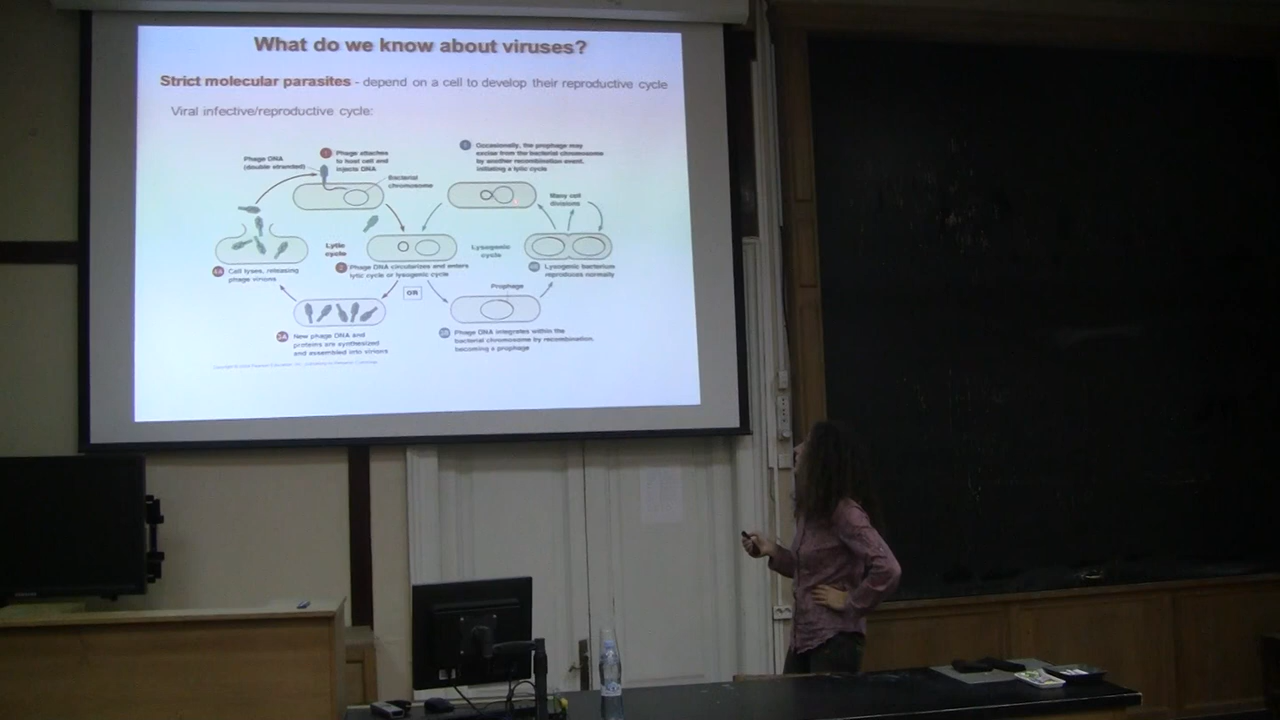 What do we know about viruses?
Strict molecular parasites - depend on a cell to develop their reproductive cycle
Viral infective/reproductive cycle:
Phage DNA
(double stranded)
1 Phage attaches
to host cell and
injects DNA
Bacterial
chromosome
Occasionally, the prophage may
excise from the bacterial chromosome
by another recombination event,
initiating a lytic cycle
Many cell
divisions
Lytic
cycle
Lysogenic
cycle
4A Cell lyses, releasing
phage virions
2 Phage DNA circularizes and enters
lytic cycle or lysogenic cycle
Lysogenic bacterium
reproduces normally
OR
Prophage
3A New phage DNA and
proteins are synthesized
and assembled into virions
3B Phage DNA integrates within the
bacterial chromosome by recombination,
becoming a prophage